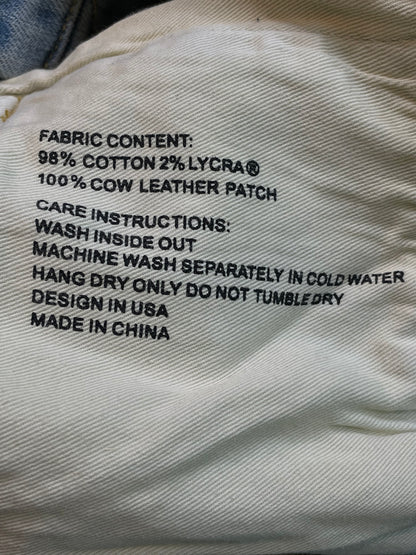 FABRIC CONTENT:
98% COTTON 2% LYCRA®
100% COW LEATHER PATCH
CARE INSTRUCTIONS:
WASH INSIDE OUT
MACHINE WASH SEPARATELY IN COLD WATER
HANG DRY ONLY DO NOT TUMBLE DRY
DESIGN IN USA
MADE IN CHINA